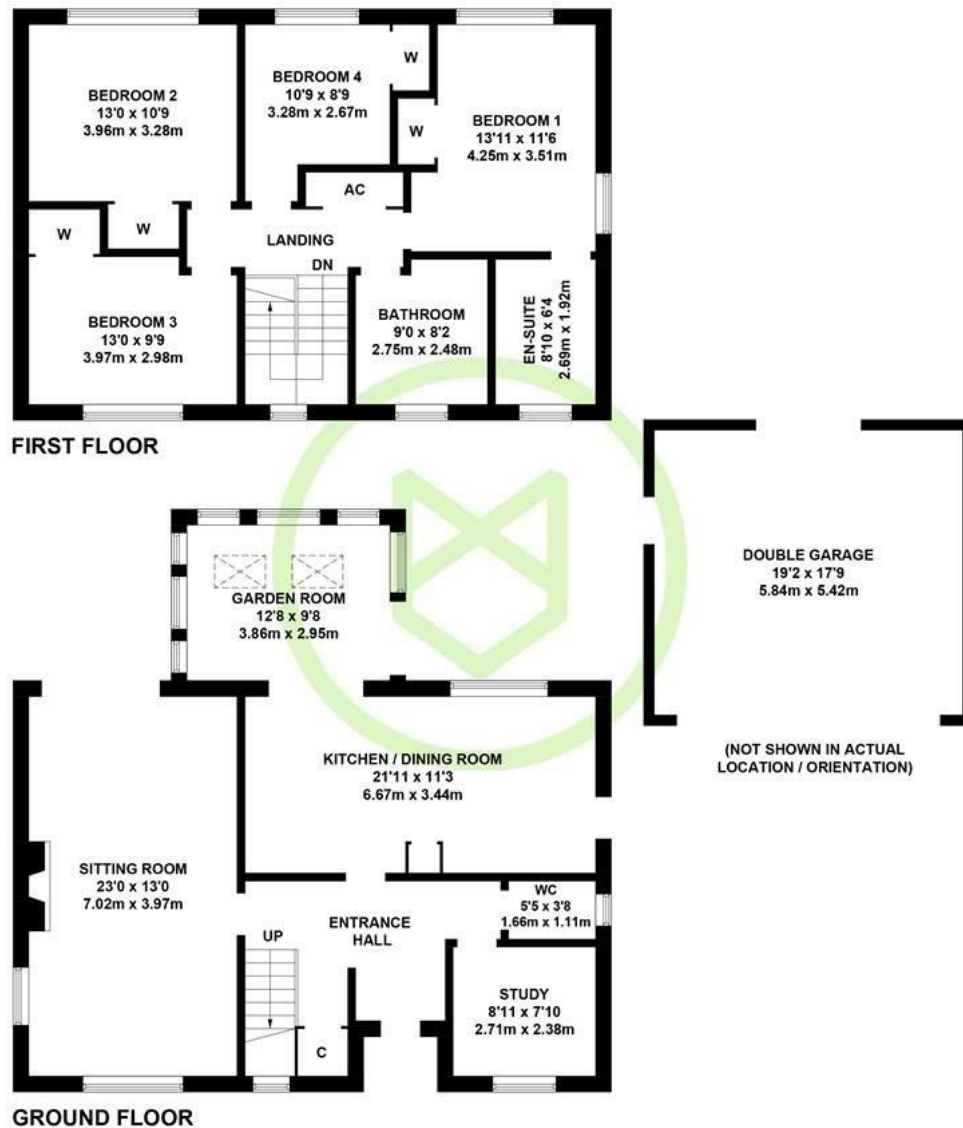 BEDROOM 2
13'0 x 10'9
3.96m x 3.28m
BEDROOM 4
10'9 x 8'9
3.28m x 2.67m
W
W
BEDROOM 1
13'11 x 11'6
4.25m x 3.51m
AC
W
W
LANDING
DN
BEDROOM 3
13'0 x 9'9
3.97m x 2.98m
BATHROOM
9'0 x 8'2
2.75m x 2.48m
EN-SUITE
8'10 x 6'4
2.69m x 1.92m
FIRST FLOOR
GARDEN ROOM
12'8 x 9'8
3.86m x 2.95m
DOUBLE GARAGE
19'2 x 17'9
5.84m x 5.42m
(NOT SHOWN IN ACTUAL
LOCATION / ORIENTATION)
KITCHEN / DINING ROOM
21'11 x 11'3
6.67m x 3.44m
SITTING ROOM
23'0 x 13'0
7.02m x 3.97m
UP
ENTRANCE
HALL
WC
5'5 x 3'8
1.66m x 1.11m
STUDY
8'11 x 7'10
2.71m x 2.38m
C
GROUND FLOOR